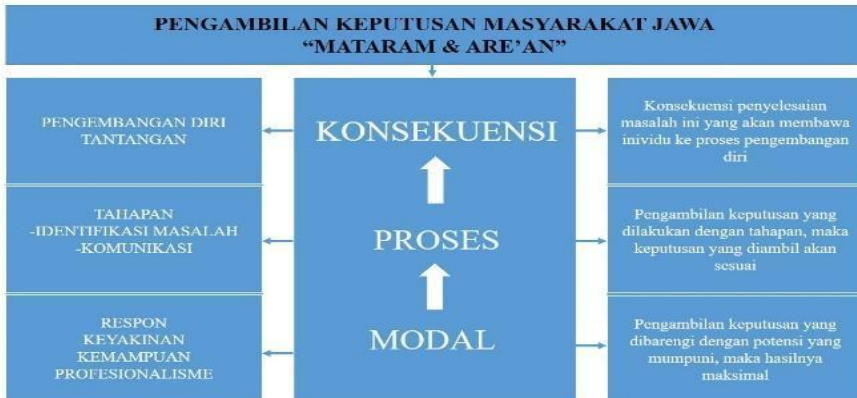 PENGAMBILAN KEPUTUSAN MASYARAKAT JAWA
“MATARAM & ARE’AN”
PENGEMBANGAN DIRI
TANTANGAN
KONSEKUENSI
Konsekuensi penyelesaian
masalah ini yang akan membawa
inividu ke proses pengembangan
diri
TAHAPAN
-IDENTIFIKASI MASALAH
-KOMUNIKASI
PROSES
Pengambilan keputusan yang
dilakukan dengan tahapan, maka
keputusan yang diambil akan
sesuai
RESPON
KEYAKINAN
KEMAMPUAN
PROFESIONALISME
MODAL
Pengambilan keputusan yang
dibarengi dengan potensi yang
mumpuni, maka hasilnya
maksimal